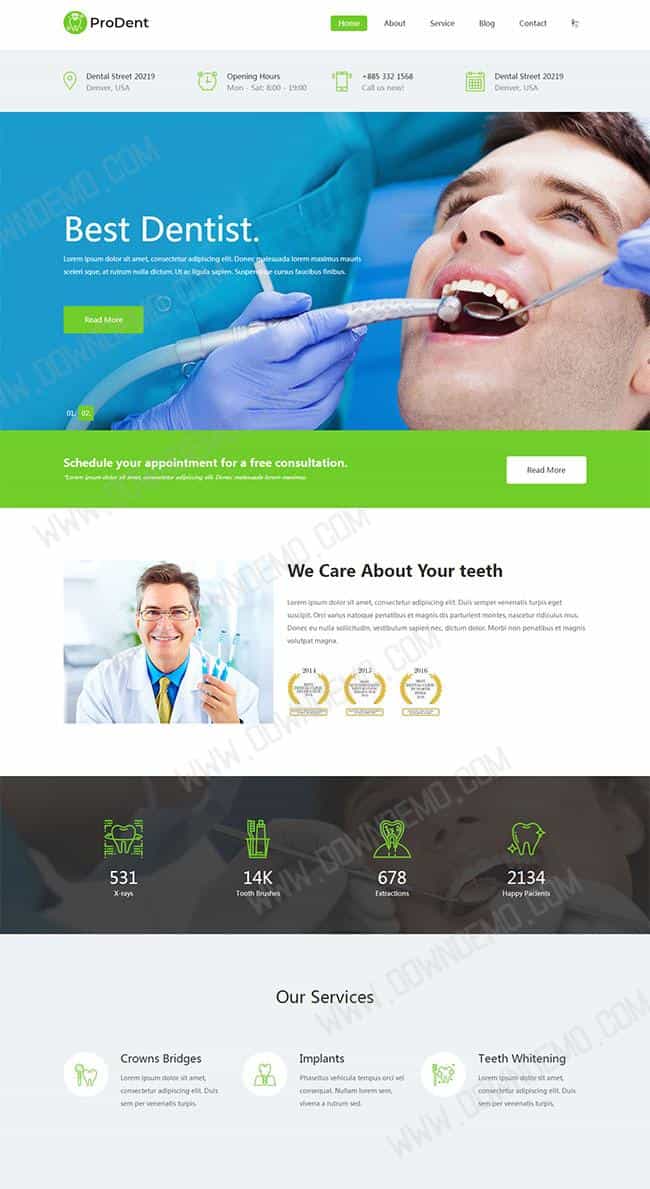 ProDent
Home About Service Blog Contact
Dental Street 20219
Denver, USA
Opening Hours
Mon - Sat: 8:00 - 19:00
+885 332 1568
Call us now!
Dental Street 20219
Denver, USA
Best Dentist.
Lorem ipsum dolor sit amet, consectetur adipiscing elit. Donec malesuada lorem maximus mauris
sceleri sque, at rutrum nulla dictum. Ut ac ligula sapien. Suspendisse cursus faucibus finibus.
Read More
01. 02.
Schedule your appointment for a free consultation.
*Lorem ipsum dolor sit amet, consectetur adipiscing elit. Donec malesuada lorem maximus
Read More
We Care About Your teeth
Lorem ipsum dolor sit amet, consectetur adipiscing elit. Duis semper venenatis turpis eget
suscipit. Orci varius natoque penatibus et magnis dis parturient montes, nascetur ridiculus mus.
Donec eu nulla sollicitudin, vestibulum sapien nec, dictum dolor. Morbi non penatibus et magnis
volutpat magna.
2014 2015 2016
531
X-rays
14K
Tooth Brushes
678
Extractions
2134
Happy Pacients
Our Services
Crowns Bridges
Lorem ipsum dolor sit amet,
consectetur adipiscing elit. Duis
sem per venenatis turpis.
Implants
Phasellus vehicula tempus orci vel
consequat. Nullam lorem sem,
viverra a rutrum sed.
Teeth Whitening
Lorem ipsum dolor sit amet,
consectetur adipiscing elit. Duis
sem per venenatis turpis.
WWW.DOWNDEMO.COM
WWW.DOWNDEMO.COM
WWW.DOWNDEMO.COM
WWW.DOWNDEMO.COM
WWW.DOWNDEMO.COM
WWW.DOWNDEMO.COM
WWW.DOWNDEMO.COM